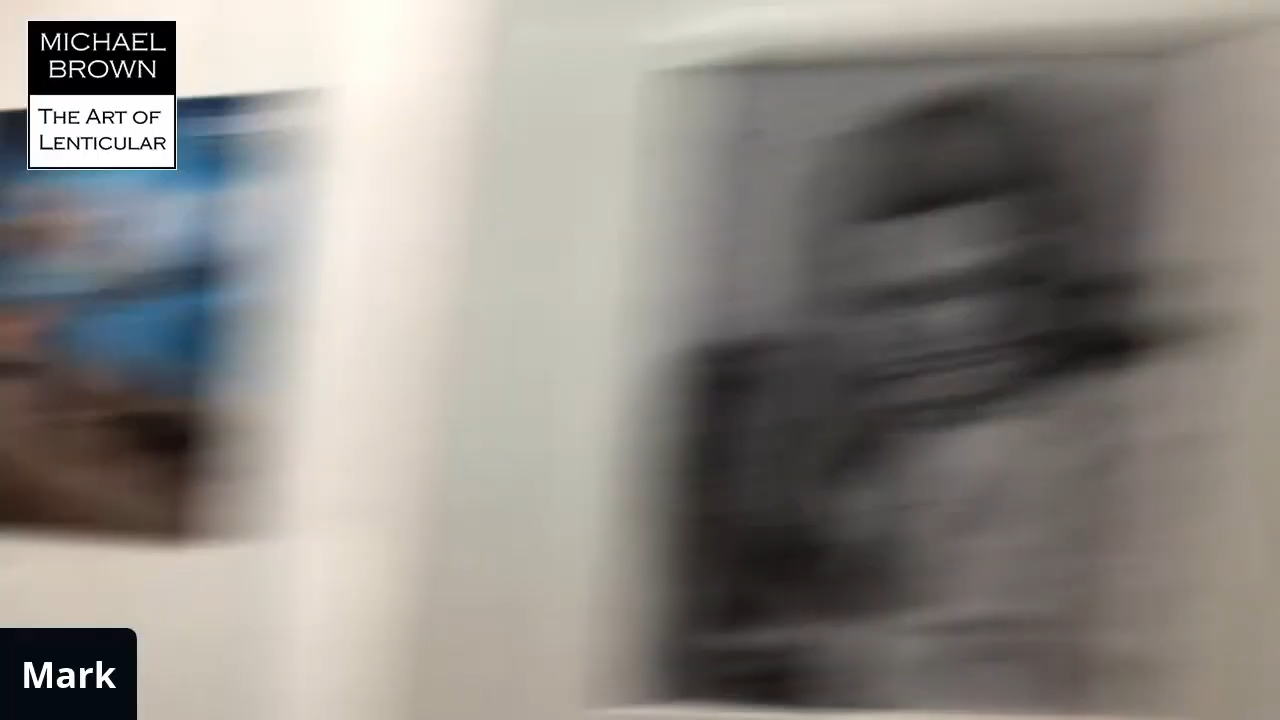 MICHAEL
BROWN
THE ART OF
LENTICULAR
Mark